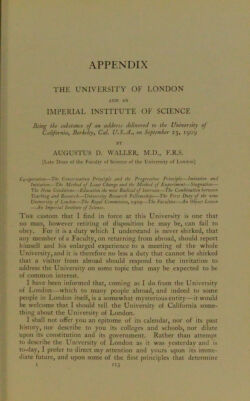 APPENDIX
THE UNIVERSITY OF LONDON
AND AN
IMPERIAL INSTITUTE OF SCIENCE
Being the substance of an address delivered to the University of
California, Berkeley, Cal. U.S.A., on September 25, 1909
BY
AUGUSTUS D. WALLER, M.D., F.R.S.
[Late Dean of the Faculty of Science of the University of London]
The Conservative Principle and the Progressive Principle—Imitation and
Initiation—The Method of Least Change and the Method of Experiment—Stagnation—
The New Conditions—Education the most Radical of Interests—The Combination between
Teaching and Research—University Research Fellowships—The First Duty of the new
University of London—The Royal Commission, 1909—The Faculties—An Object Lesson
—An Imperial Institute of Science.
THE custom that I find in force at this University is one that
no man, however retiring of disposition he may be, can fail to
obey. For it is a duty which I understand is never shirked, that
any member of a Faculty, on returning from abroad, should report
himself and his enlarged experience to a meeting of the whole
University, and it is therefore no less a duty that cannot be shirked
that a visitor from abroad should respond to the invitation to
address the University on some topic that may be expected to be
of common interest.
I have been informed that, coming as I do from the University
of London—which to many people abroad, and indeed to some
people in London itself, is a somewhat mysterious entity—it would
be welcome that I should tell the University of California some-
thing about the University of London.
I shall not offer you an epitome of its calendar, nor of its past
history, nor describe to you its colleges and schools, nor dilate
upon its constitution and its government. Rather than attempt
to describe the University of London as it was yesterday and is
to-day, I prefer to direct my attention and yours upon its imme-
diate future, and upon some of the first principles that determine
113